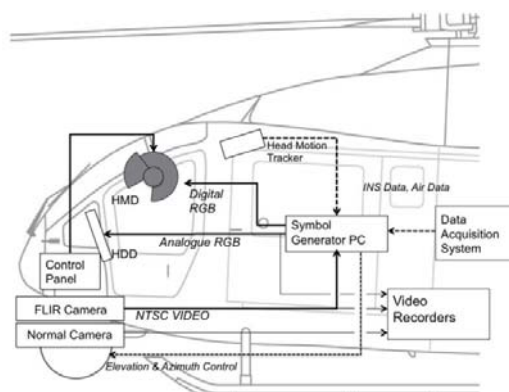 Head Motion
Tracker
HMD
Digital
RGB
INS Data, Air Data
Symbol
Generator PC
Data
Acquisition
System
Analogue RGB
HDD
Control
Panel
FLIR Camera
NTSC VIDEO
Normal Camera
Video
Recorders
Elevation & Azimuth Control